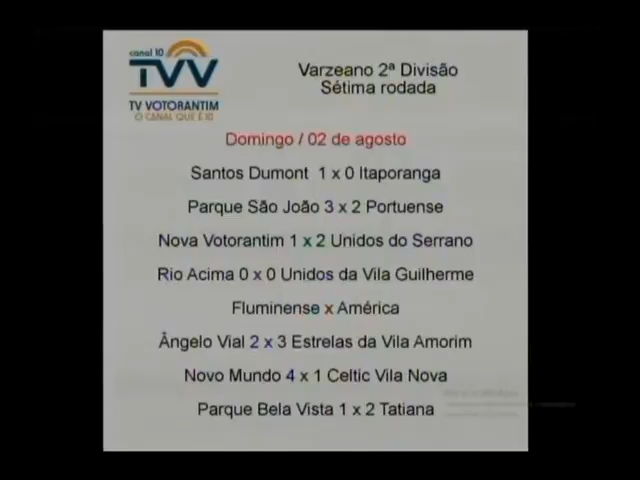 canal 10
TVV
TV VOTORANTIM
O CANAL QUE É 10
Varzeano 2ª Divisão
Sétima rodada
Domingo / 02 de agosto
Santos Dumont 1 x 0 Itaporanga
Parque São João 3 x 2 Portuense
Nova Votorantim 1 x 2 Unidos do Serrano
Rio Acima 0 x 0 Unidos da Vila Guilherme
Fluminense x América
Ângelo Vial 2 x 3 Estrelas da Vila Amorim
Novo Mundo 4 x 1 Celtic Vila Nova
Parque Bela Vista 1 x 2 Tatiana